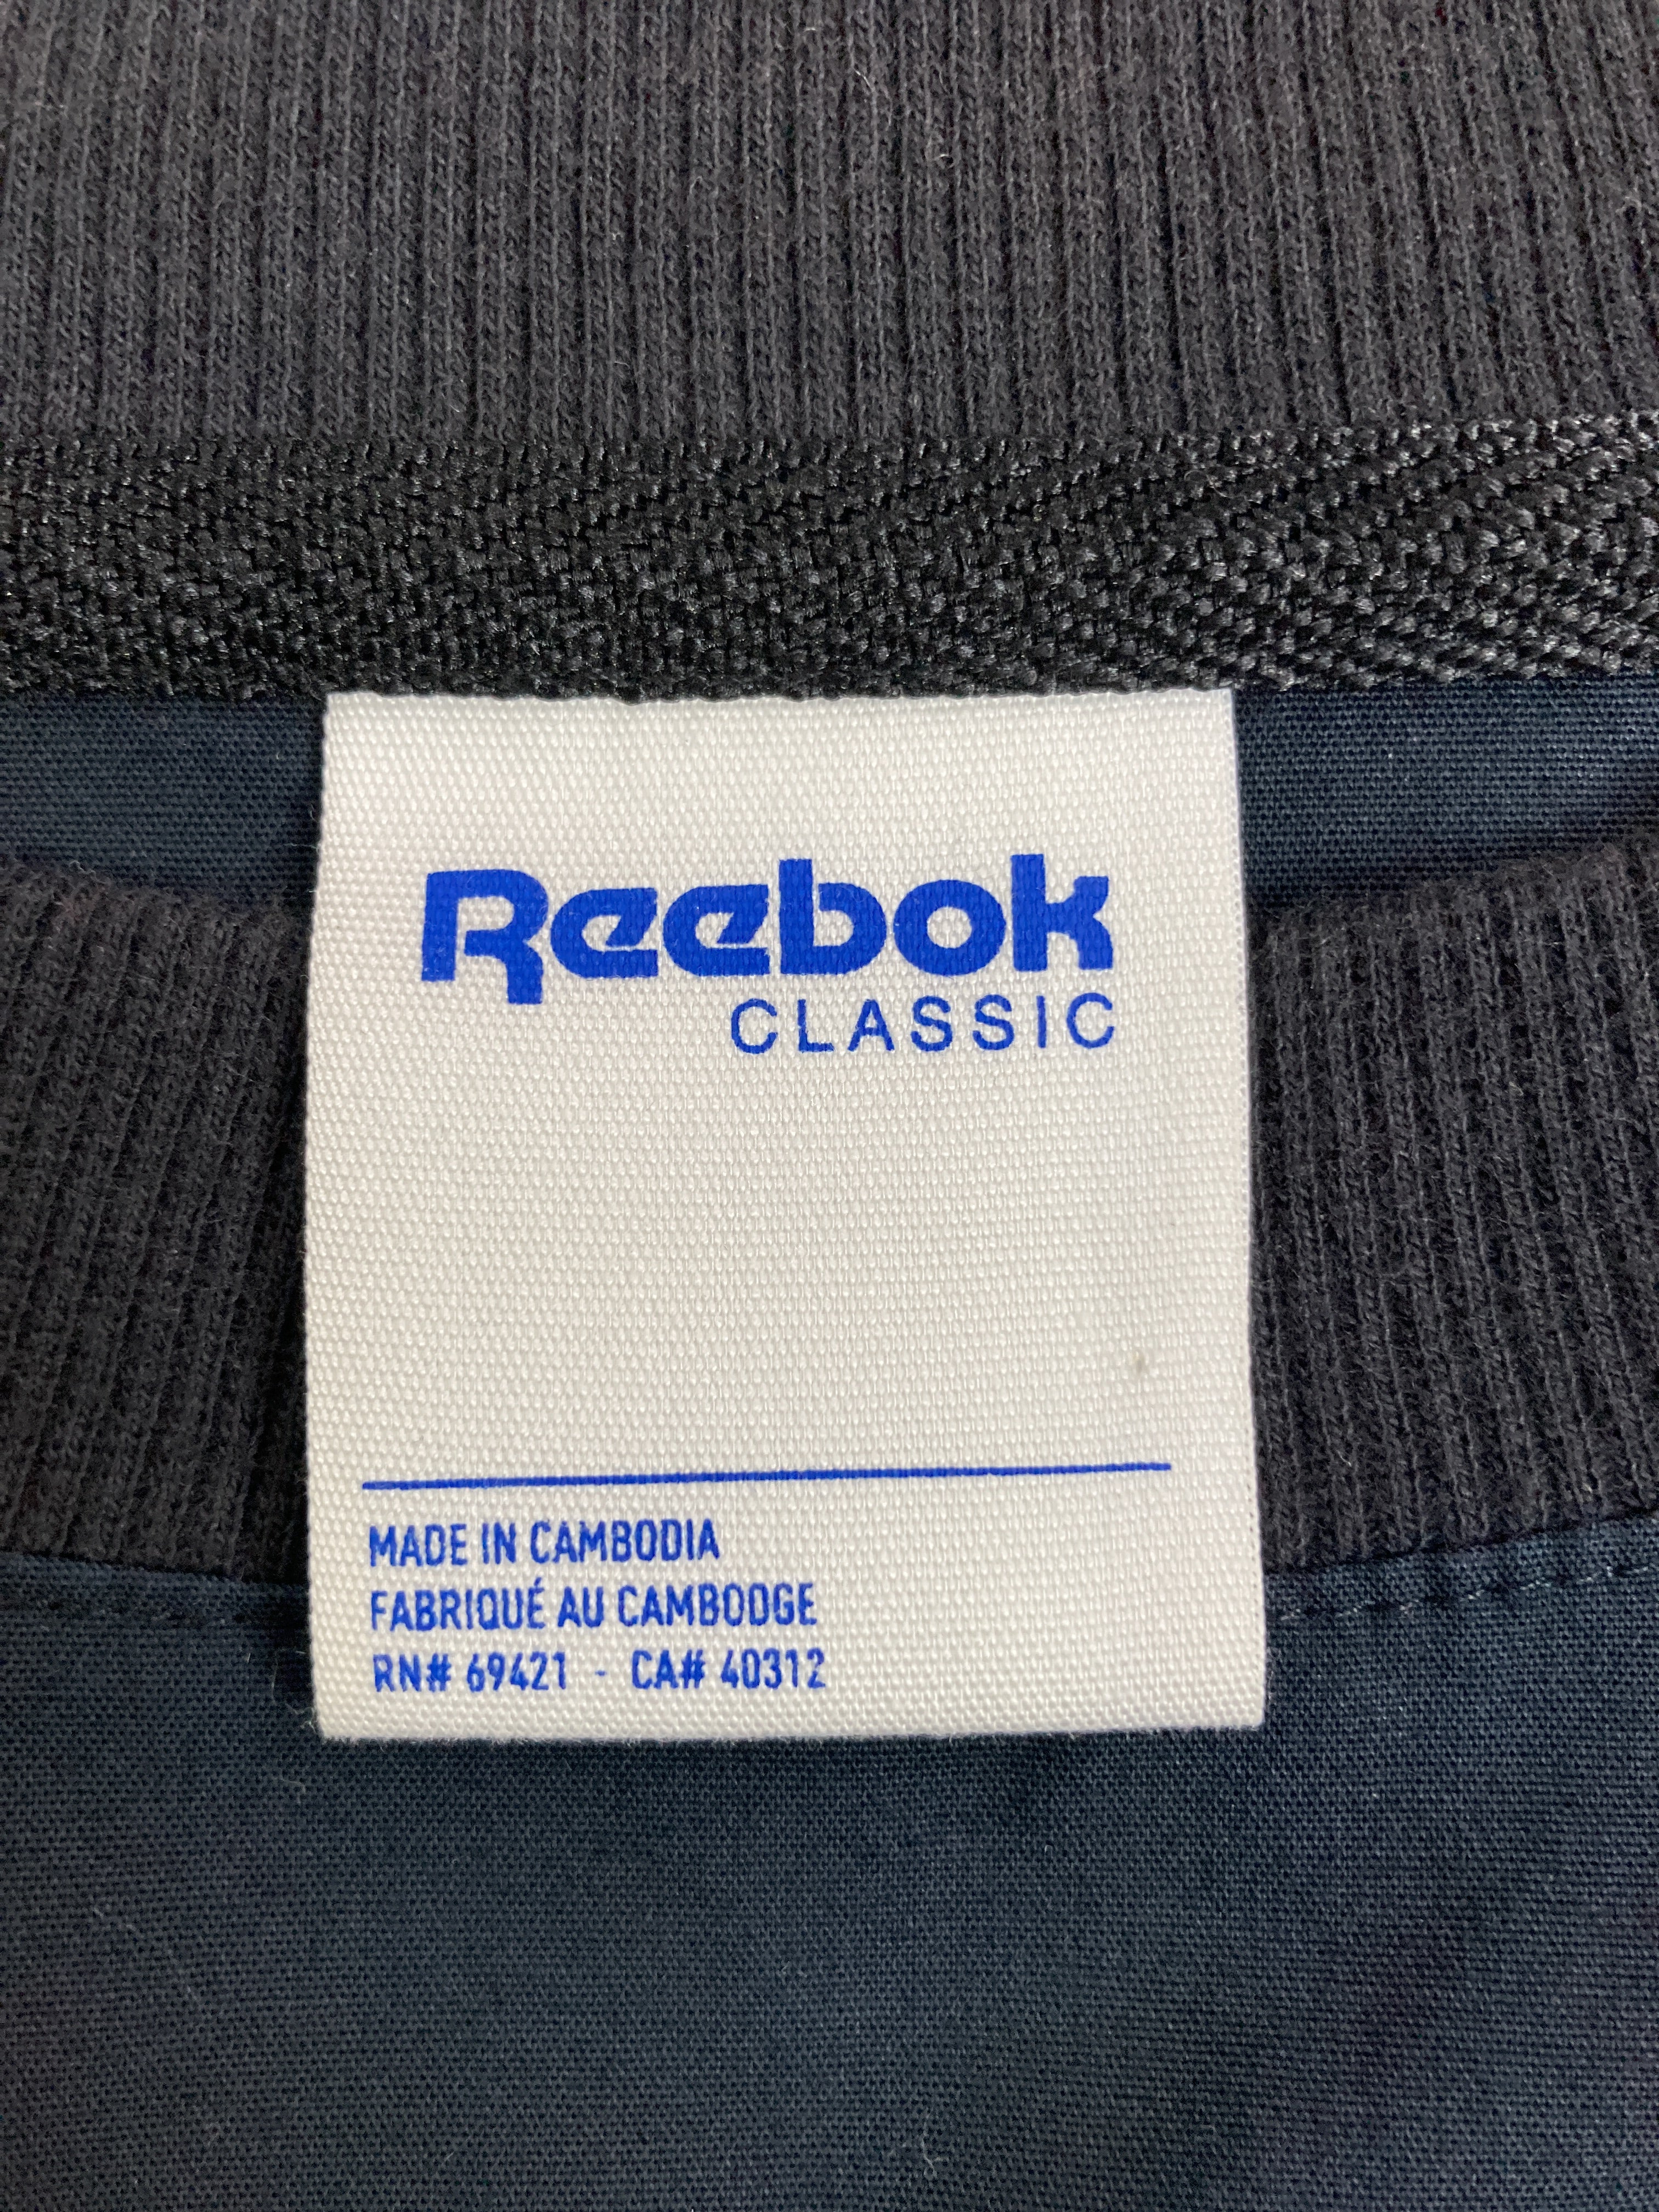 Reebok
CLASSIC
MADE IN CAMBODIA
FABRIQUÉ AU CAMBODGE
RN# 69421 - CA# 40312